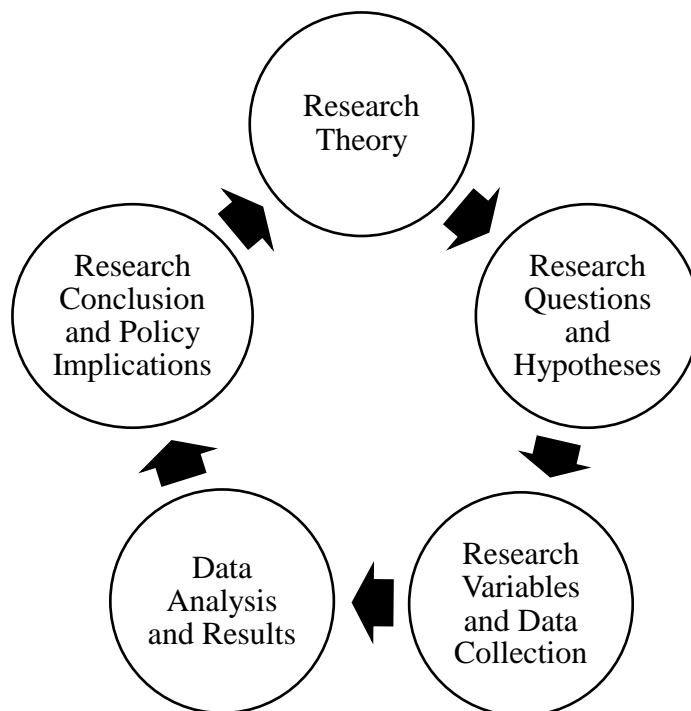 Research
Theory
Research
Questions
and
Hypotheses
Research
Variables
and Data
Collection
Data
Analysis
and Results
Research
Conclusion
and Policy
Implications